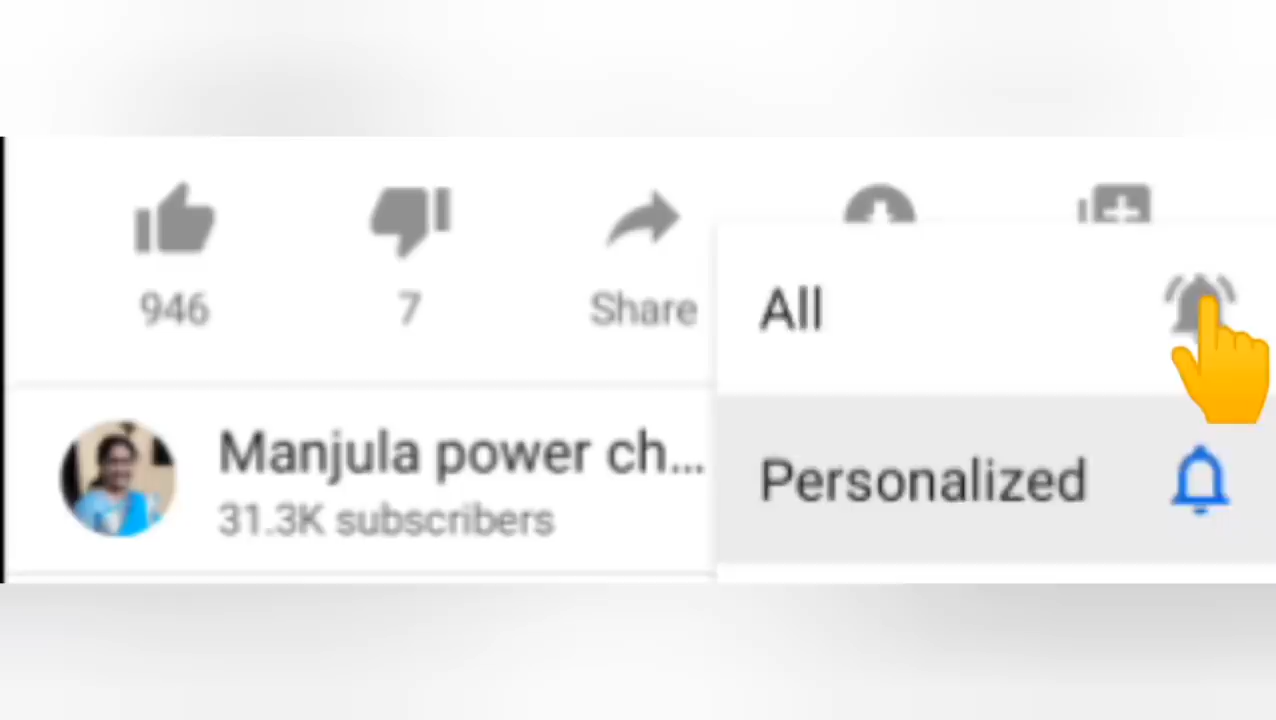 946
7
Share
All
Manjula power ch...
31.3K subscribers
Personalized